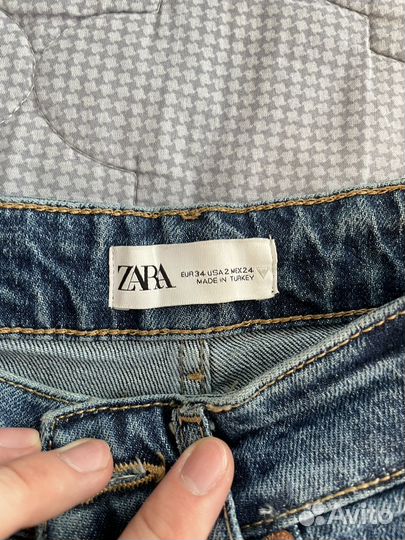 ZARA
EUR 34 USA 2 MEX 24
MADE IN TURKEY
Avito